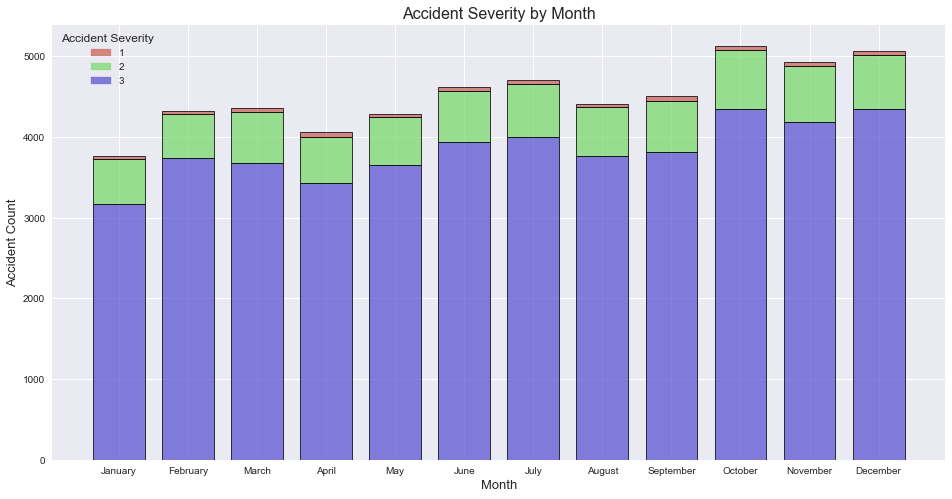 Accident Severity by Month
Accident Severity
1
2
3
Accident Count
5000
4000
3000
2000
1000
0
January February March April May June July August September October November December
Month